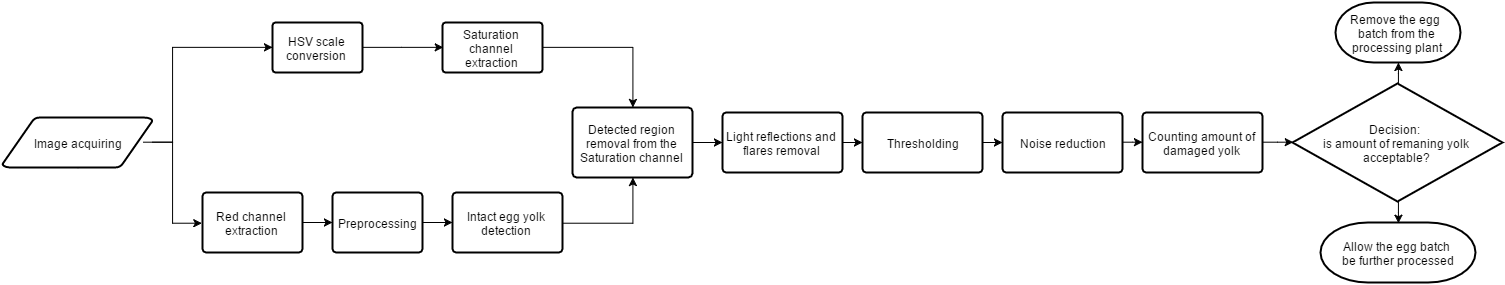 Image acquiring
HSV scale
conversion
Saturation
channel
extraction
Red channel
extraction
Preprocessing
Intact egg yolk
detection
Detected region
removal from the
Saturation channel
Light reflections and
flares removal
Thresholding
Noise reduction
Counting amount of
damaged yolk
Decision:
is amount of remaning yolk
acceptable?
Remove the egg
batch from the
processing plant
Allow the egg batch
be further processed